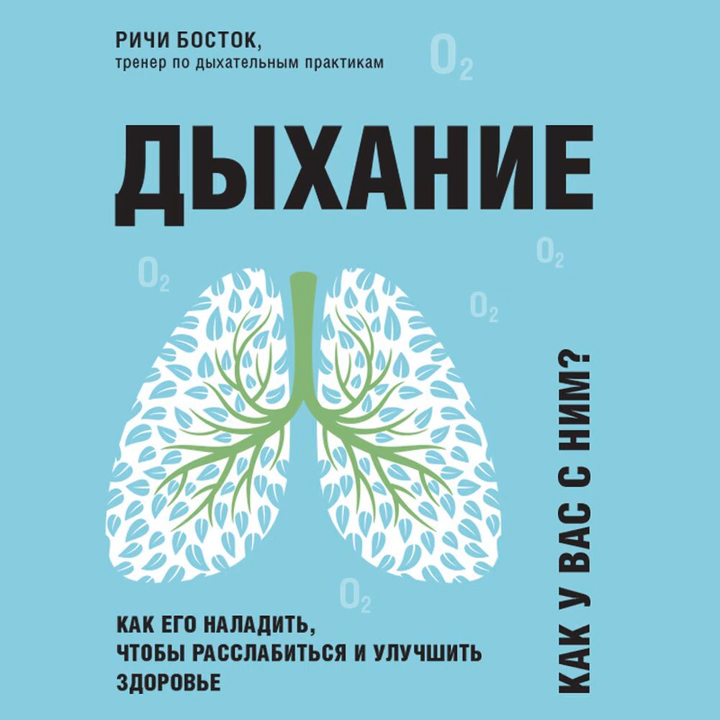 РИЧИ БОСТОК,
тренер по дыхательным практикам
O₂
ДЫХАНИЕ
O₂
O₂
O₂
КАК У ВАС С НИМ?
O₂
КАК ЕГО НАЛАДИТЬ,
ЧТОБЫ РАССЛАБИТЬСЯ И УЛУЧШИТЬ
ЗДОРОВЬЕ